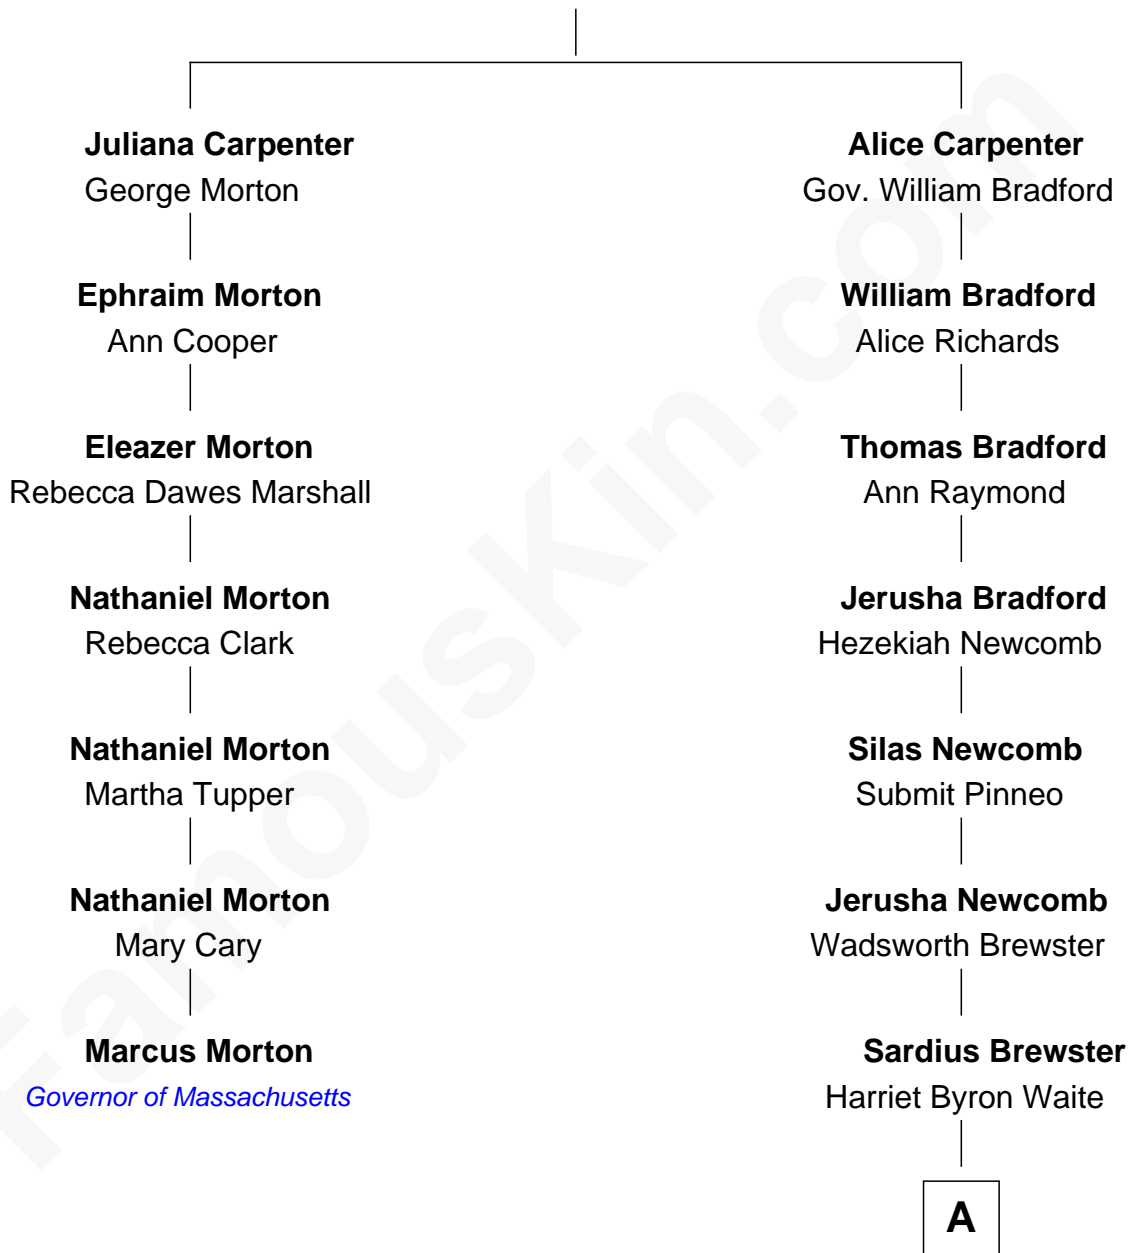 Juliana Carpenter
George Morton
Ephraim Morton
Ann Cooper
Eleazer Morton
Rebecca Dawes Marshall
Nathaniel Morton
Rebecca Clark
Nathaniel Morton
Martha Tupper
Nathaniel Morton
Mary Cary
Marcus Morton
Governor of Massachusetts
Alice Carpenter
Gov. William Bradford
William Bradford
Alice Richards
Thomas Bradford
Ann Raymond
Jerusha Bradford
Hezekiah Newcomb
Silas Newcomb
Submit Pinneo
Jerusha Newcomb
Wadsworth Brewster
Sardius Brewster
Harriet Byron Waite
A
FamousKin.com